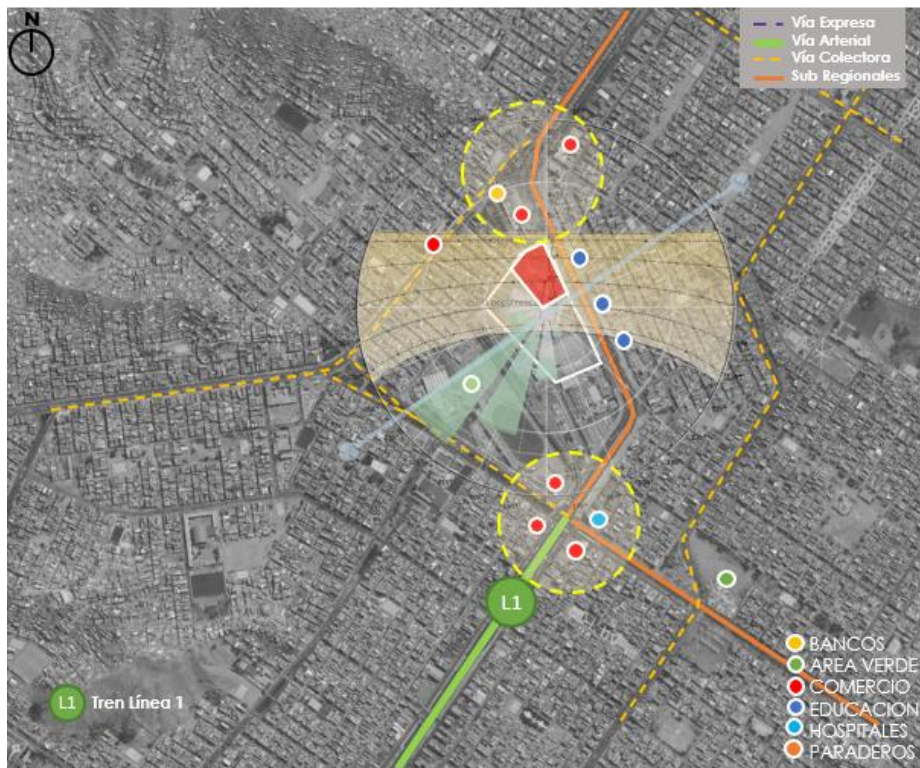 N
Vía Expresa
Vía Arterial
Vía Colectora
Sub Regionales
L1
L1 Tren Línea 1
BANCOS
AREA VERDE
COMERCIO
EDUCACION
HOSPITALES
PARADEROS